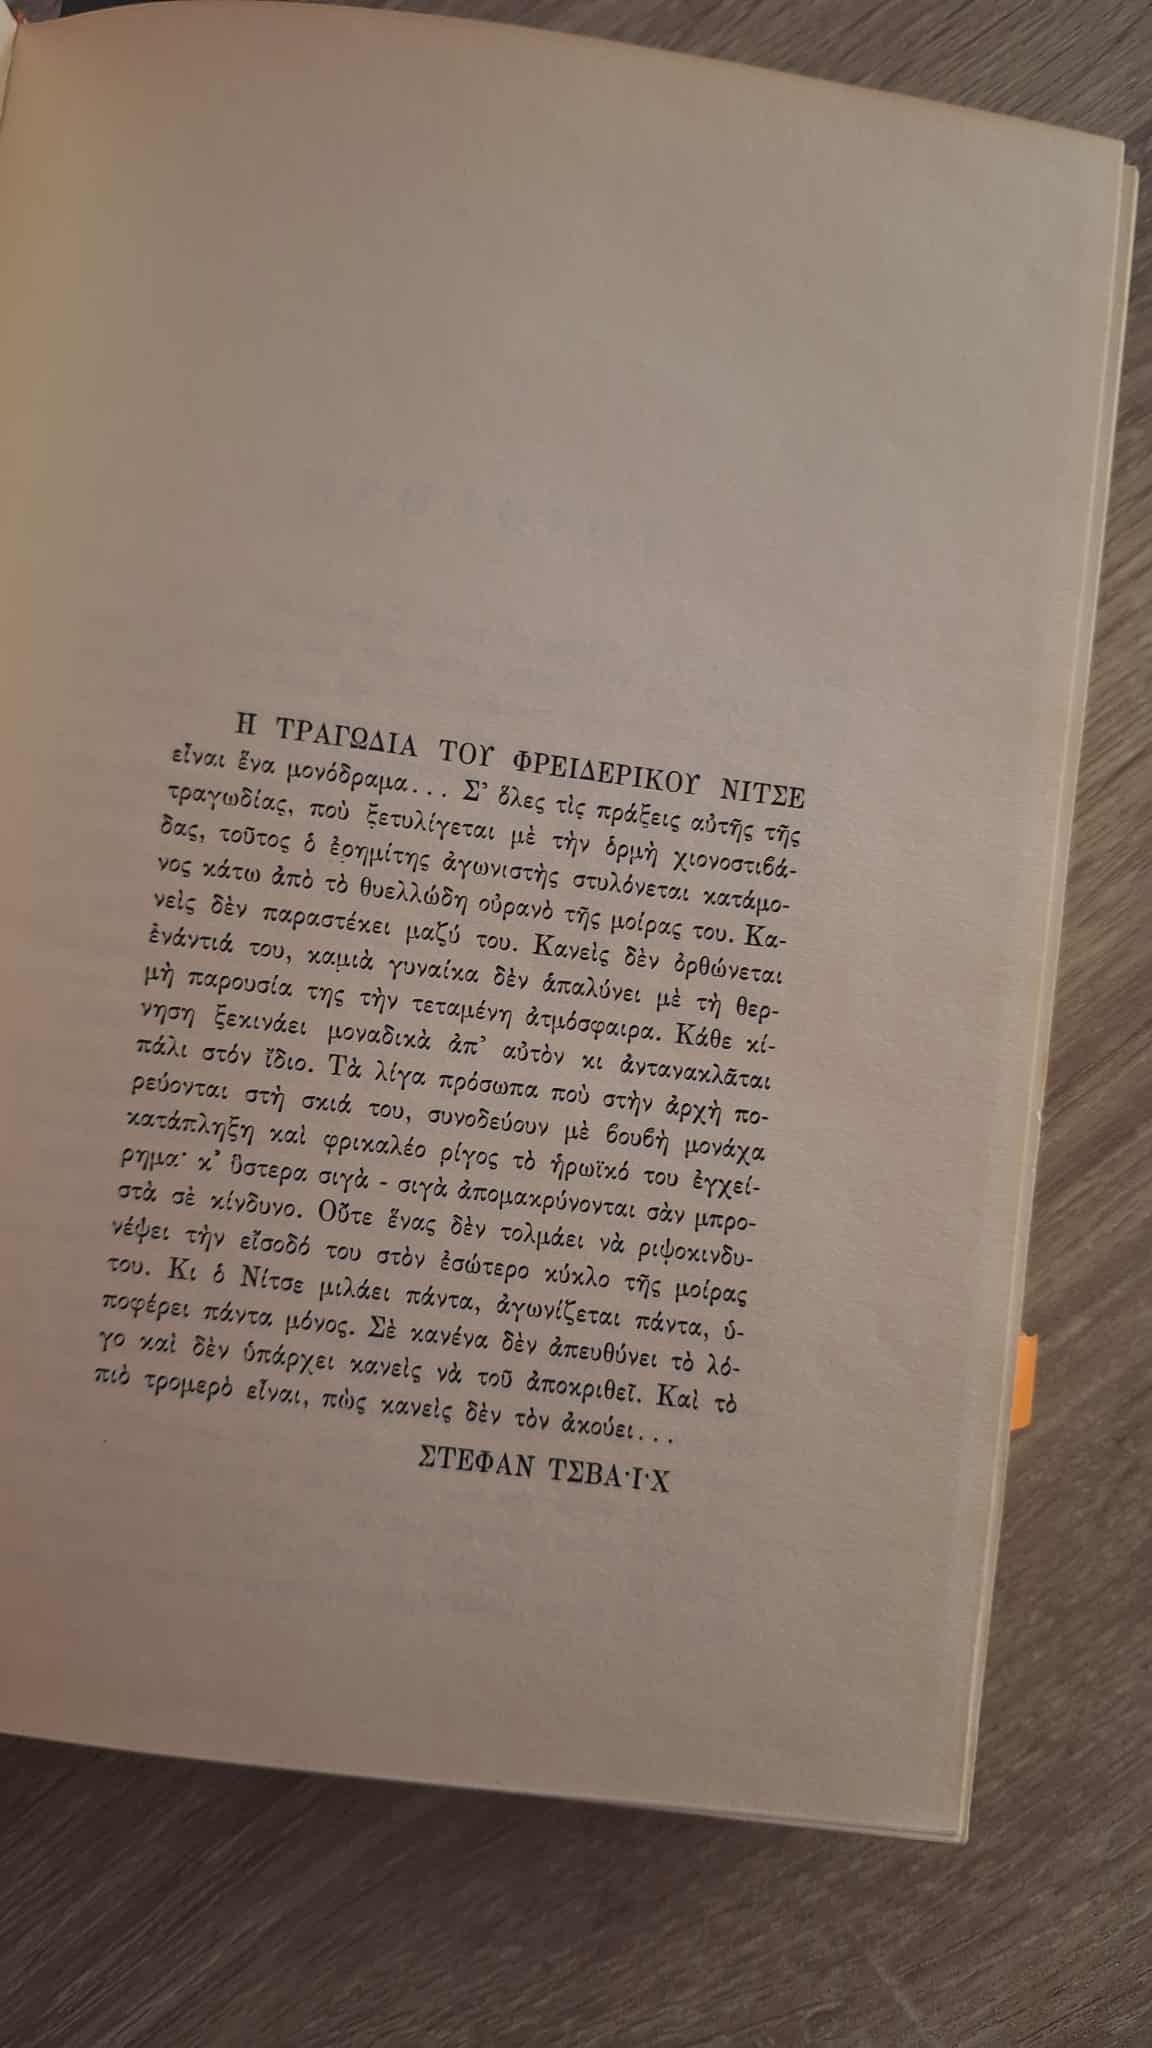 Η ΤΡΑΓΩΔΙΑ ΤΟΥ ΦΡΕΙΔΕΡΙΚΟΥ ΝΙΤΣΕ
εἶναι ἕνα μονόδραμα... Σ' ὅλες τὶς πράξεις αὐτῆς τῆς
τραγωδίας, ποὺ ξετυλίγεται μὲ τὴν ὁρμὴ χιονοστιβά-
δας, τοῦτος ὁ ἐρημίτης ἀγωνιστὴς στυλόνεται κατάμο-
νος κάτω ἀπὸ τὸ θυελλώδη οὐρανὸ τῆς μοίρας του. Κα-
νεὶς δὲν παραστέκει μαζύ του. Κανεὶς δὲν ὀρθώνεται
ἐνάντιά του, καμιὰ γυναίκα δὲν ἁπαλύνει μὲ τὴ θερ-
μὴ παρουσία της τὴν τεταμένη ἀτμόσφαιρα. Κάθε κί-
νηση ξεκινάει μοναδικὰ ἀπ' αὐτὸν κι ἀντανακλᾶται
πάλι στόν ἴδιο. Τὰ λίγα πρόσωπα ποὺ στὴν ἀρχὴ πο-
ρεύονται στὴ σκιά του, συνοδεύουν μὲ βουβὴ μονάχα
κατάπληξη καὶ φρικαλέο ρίγος τὸ ἡρωϊκό του ἐγχεί-
ρημα· κ' ὕστερα σιγὰ - σιγὰ ἀπομακρύνονται σὰν μπρο-
στὰ σὲ κίνδυνο. Οὔτε ἕνας δὲν τολμάει νὰ ριψοκινδυ-
νέψει τὴν εἴσοδό του στὸν ἐσώτερο κύκλο τῆς μοίρας
του. Κι ὁ Νίτσε μιλάει πάντα, ἀγωνίζεται πάντα, ὑ-
ποφέρει πάντα μόνος. Σὲ κανένα δὲν ἀπευθύνει τὸ λό-
γο καὶ δὲν ὑπάρχει κανεὶς νὰ τοῦ ἀποκριθεῖ. Καὶ τὸ
πιὸ τρομερὸ εἶναι, πὼς κανεὶς δὲν τὸν ἀκούει...
ΣΤΕΦΑΝ ΤΣΒΑ·Ι·Χ